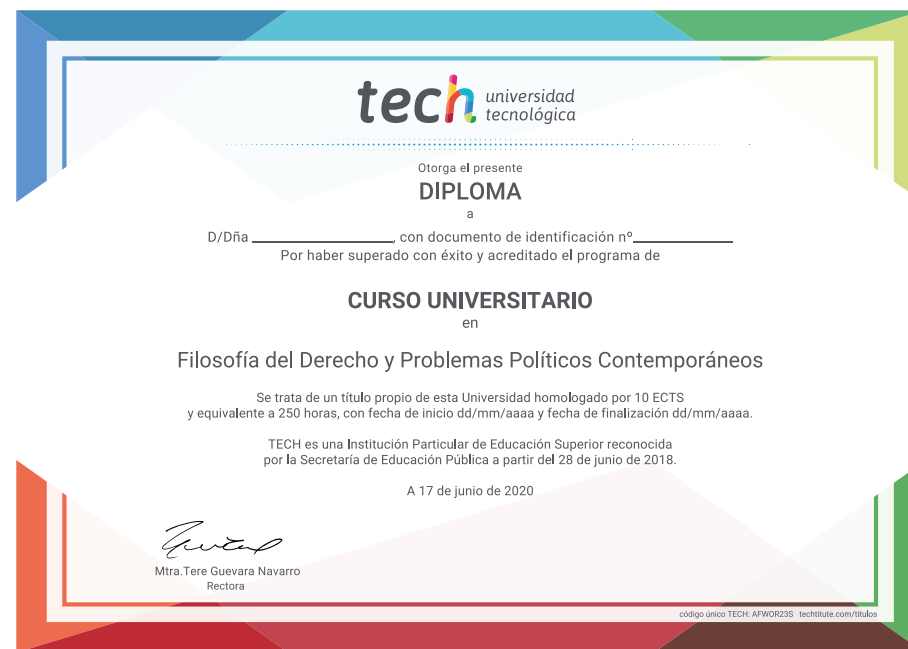 tech universidad
tecnológica
Otorga el presente
DIPLOMA
a
D/Dña ____________________, con documento de identificación nº______________
Por haber superado con éxito y acreditado el programa de
CURSO UNIVERSITARIO
en
Filosofía del Derecho y Problemas Políticos Contemporáneos
Se trata de un título propio de esta Universidad homologado por 10 ECTS
y equivalente a 250 horas, con fecha de inicio dd/mm/aaaa y fecha de finalización dd/mm/aaaa.
TECH es una Institución Particular de Educación Superior reconocida
por la Secretaría de Educación Pública a partir del 28 de junio de 2018.
A 17 de junio de 2020
Mtra.Tere Guevara Navarro
Rectora
código único TECH: AFWOR23S techtitute.com/titulos